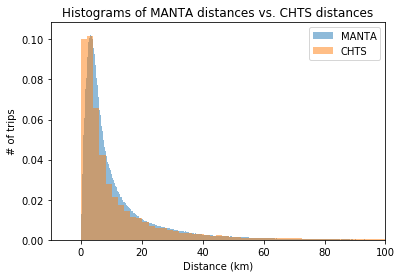 Histograms of MANTA distances vs. CHTS distances
MANTA
CHTS
# of trips
0.10
0.08
0.06
0.04
0.02
0.00
0
20
40
60
80
100
Distance (km)